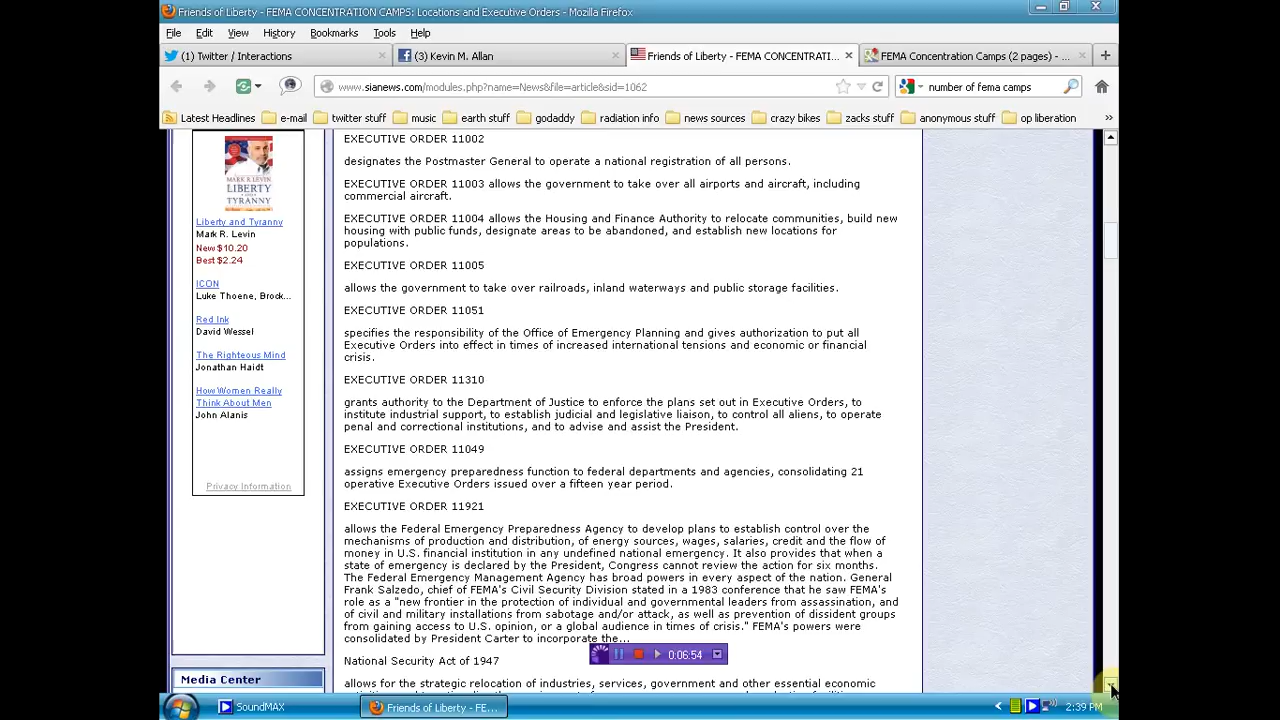 Friends of Liberty - FEMA CONCENTRATION CAMPS: Locations and Executive Orders - Mozilla Firefox
File Edit View History Bookmarks Tools Help
(1) Twitter / Interactions
(3) Kevin M. Allan
Friends of Liberty - FEMA CONCENTRATI...
FEMA Concentration Camps (2 pages) - ...
www.sianews.com/modules.php?name=News&file=article&sid=1062
number of fema camps
Latest Headlines e-mail twitter stuff music earth stuff godaddy radiation info news sources crazy bikes zacks stuff anonymous stuff op liberation
MARK R. LEVIN
LIBERTY
AND
TYRANNY
Liberty and Tyranny
Mark R. Levin
New $10.20
Best $2.24
ICON
Luke Thoene, Brock...
Red Ink
David Wessel
The Righteous Mind
Jonathan Haidt
How Women Really
Think About Men
John Alanis
Privacy Information
Media Center
EXECUTIVE ORDER 11002
designates the Postmaster General to operate a national registration of all persons.
EXECUTIVE ORDER 11003 allows the government to take over all airports and aircraft, including
commercial aircraft.
EXECUTIVE ORDER 11004 allows the Housing and Finance Authority to relocate communities, build new
housing with public funds, designate areas to be abandoned, and establish new locations for
populations.
EXECUTIVE ORDER 11005
allows the government to take over railroads, inland waterways and public storage facilities.
EXECUTIVE ORDER 11051
specifies the responsibility of the Office of Emergency Planning and gives authorization to put all
Executive Orders into effect in times of increased international tensions and economic or financial
crisis.
EXECUTIVE ORDER 11310
grants authority to the Department of Justice to enforce the plans set out in Executive Orders, to
institute industrial support, to establish judicial and legislative liaison, to control all aliens, to operate
penal and correctional institutions, and to advise and assist the President.
EXECUTIVE ORDER 11049
assigns emergency preparedness function to federal departments and agencies, consolidating 21
operative Executive Orders issued over a fifteen year period.
EXECUTIVE ORDER 11921
allows the Federal Emergency Preparedness Agency to develop plans to establish control over the
mechanisms of production and distribution, of energy sources, wages, salaries, credit and the flow of
money in U.S. financial institution in any undefined national emergency. It also provides that when a
state of emergency is declared by the President, Congress cannot review the action for six months.
The Federal Emergency Management Agency has broad powers in every aspect of the nation. General
Frank Salzedo, chief of FEMA's Civil Security Division stated in a 1983 conference that he saw FEMA's
role as a "new frontier in the protection of individual and governmental leaders from assassination, and
of civil and military installations from sabotage and/or attack, as well as prevention of dissident groups
from gaining access to U.S. opinion, or a global audience in times of crisis." FEMA's powers were
consolidated by President Carter to incorporate the...
0:06:54
National Security Act of 1947
allows for the strategic relocation of industries, services, government and other essential economic
SoundMAX
Friends of Liberty - FE...
2:39 PM